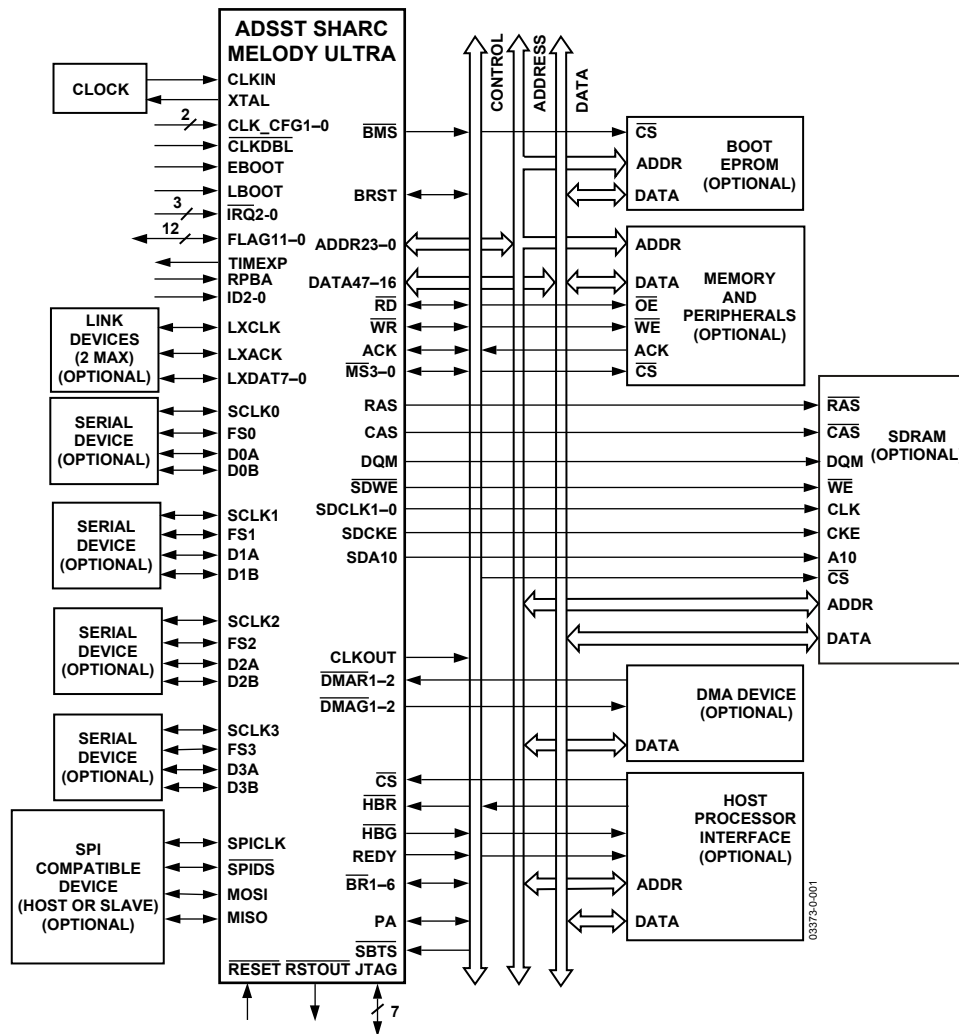 ADSST SHARC
MELODY ULTRA
CONTROL
ADDRESS
DATA
CLOCK
CLKIN
XTAL
2
CLK_CFG1–0
CLKDBL
EBOOT
LBOOT
3
IRQ2-0
12
FLAG11–0
TIMEXP
RPBA
ID2-0
LINK
DEVICES
(2 MAX)
(OPTIONAL)
LXCLK
LXACK
LXDAT7–0
SERIAL
DEVICE
(OPTIONAL)
SCLK0
FS0
D0A
D0B
SERIAL
DEVICE
(OPTIONAL)
SCLK1
FS1
D1A
D1B
SERIAL
DEVICE
(OPTIONAL)
SCLK2
FS2
D2A
D2B
SERIAL
DEVICE
(OPTIONAL)
SCLK3
FS3
D3A
D3B
SPI
COMPATIBLE
DEVICE
(HOST OR SLAVE)
(OPTIONAL)
SPICLK
SPIDS
MOSI
MISO
RESET RSTOUT JTAG
7
BMS
BRST
ADDR23–0
DATA47–16
RD
WR
ACK
MS3–0
RAS
CAS
DQM
SDWE
SDCLK1–0
SDCKE
SDA10
CLKOUT
DMAR1–2
DMAG1–2
CS
HBR
HBG
REDY
BR1–6
PA
SBTS
CS
ADDR
DATA
BOOT
EPROM
(OPTIONAL)
ADDR
DATA
OE
WE
ACK
CS
MEMORY
AND
PERIPHERALS
(OPTIONAL)
RAS
CAS
DQM
WE
CLK
CKE
A10
CS
ADDR
DATA
SDRAM
(OPTIONAL)
DMA DEVICE
(OPTIONAL)
DATA
HOST
PROCESSOR
INTERFACE
(OPTIONAL)
ADDR
DATA
03373-0-001